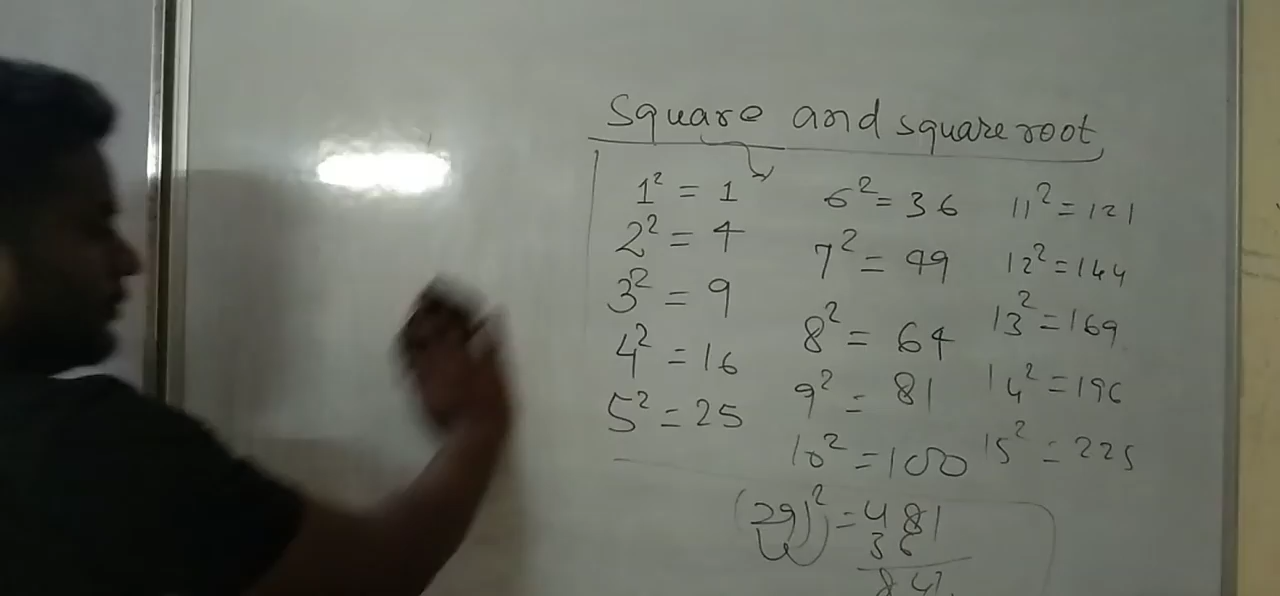 Square and square root
1² = 1
2² = 4
3² = 9
4² = 16
5² = 25
6² = 36
7² = 49
8² = 64
9² = 81
10² = 100
11² = 121
12² = 144
13² = 169
14² = 196
15² = 225
(29)² = 481
36
841